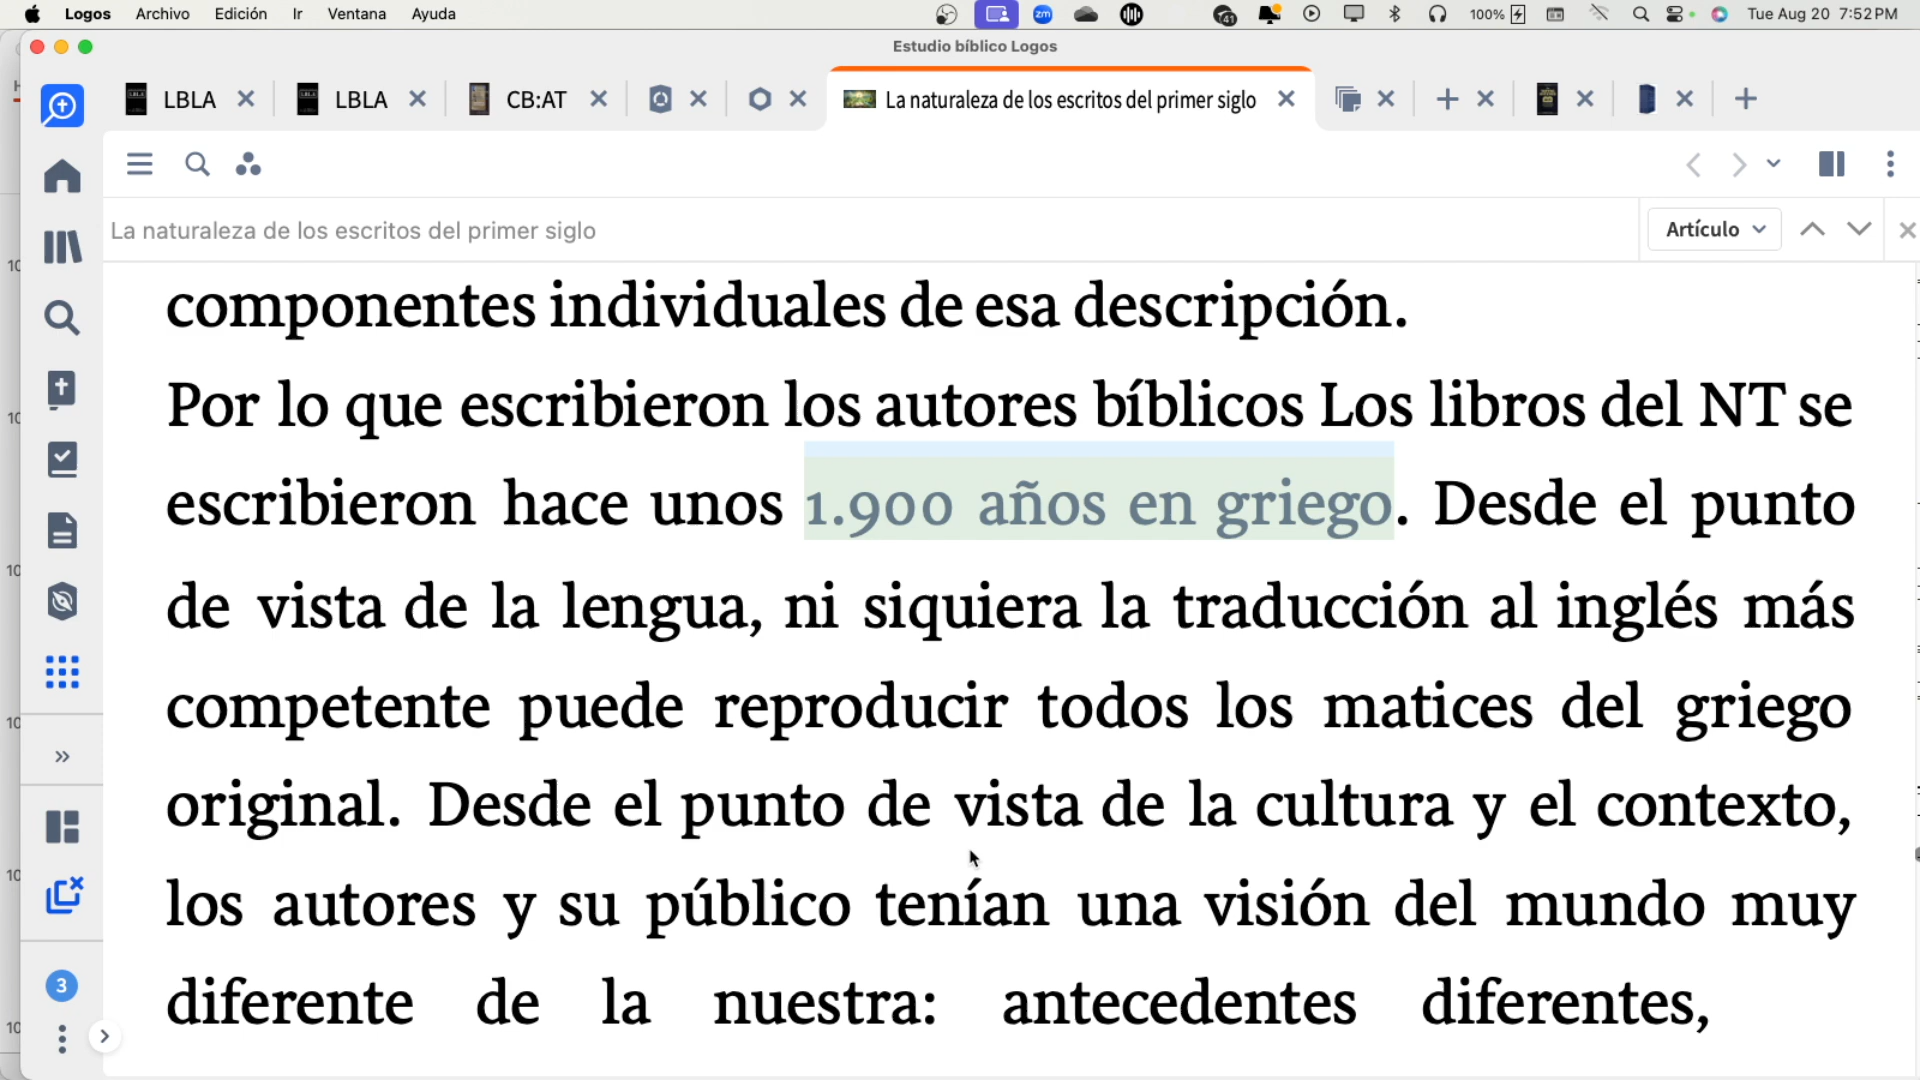 Logos Archivo Edición Ir Ventana Ayuda
zm 41 100% Tue Aug 20 7:52 PM
Estudio bíblico Logos
LBLA LBLA CB:AT La naturaleza de los escritos del primer siglo
La naturaleza de los escritos del primer siglo Artículo
componentes individuales de esa descripción.
Por lo que escribieron los autores bíblicos Los libros del NT se
escribieron hace unos 1.900 años en griego. Desde el punto
de vista de la lengua, ni siquiera la traducción al inglés más
competente puede reproducir todos los matices del griego
original. Desde el punto de vista de la cultura y el contexto,
los autores y su público tenían una visión del mundo muy
diferente de la nuestra: antecedentes diferentes,
3